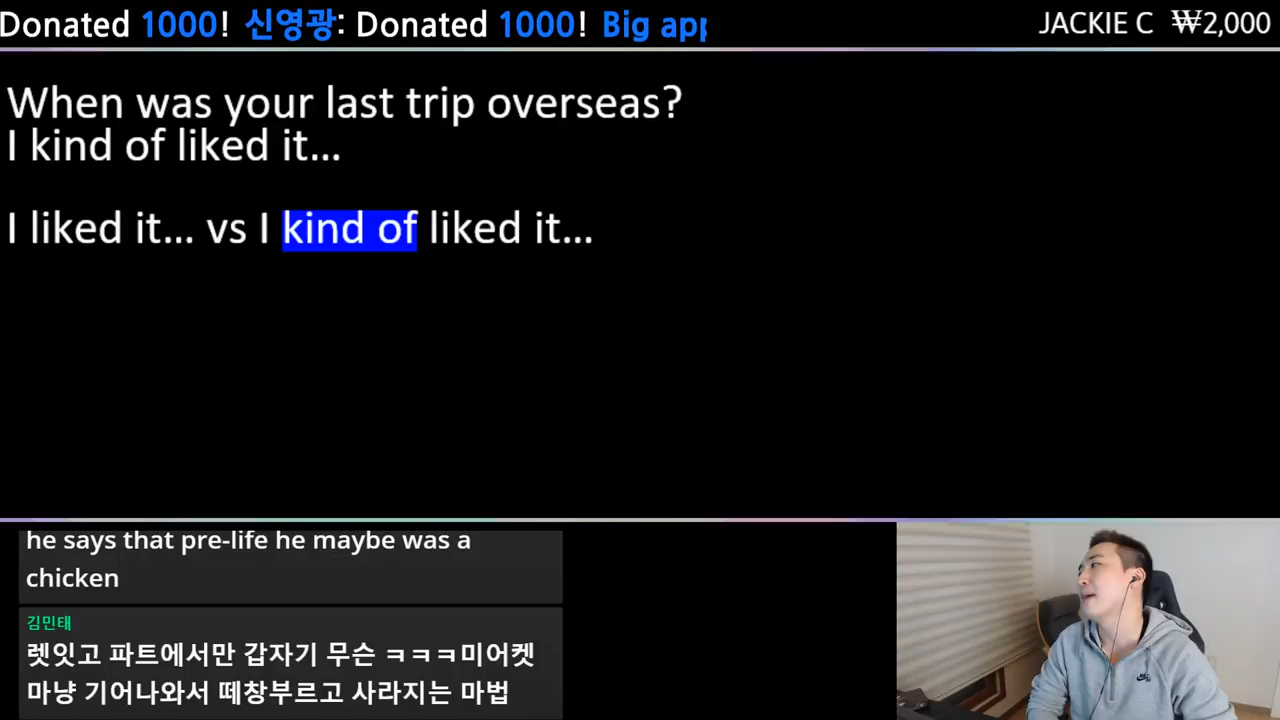 Donated 1000! 신영광: Donated 1000! Big app
JACKIE C ₩2,000
When was your last trip overseas?
I kind of liked it...
I liked it... vs I kind of liked it...
he says that pre-life he maybe was a
chicken
김민태
렛잇고 파트에서만 갑자기 무슨 ㅋㅋㅋ미어켓
마냥 기어나와서 떼창부르고 사라지는 마법